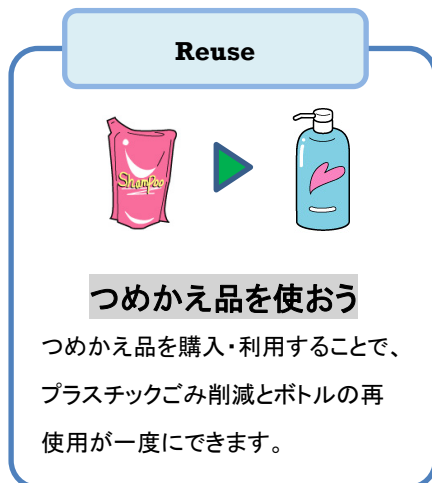 Reuse
Shampoo
つめかえ品を使おう
つめかえ品を購入・利用することで、
プラスチックごみ削減とボトルの再
使用が一度にできます。